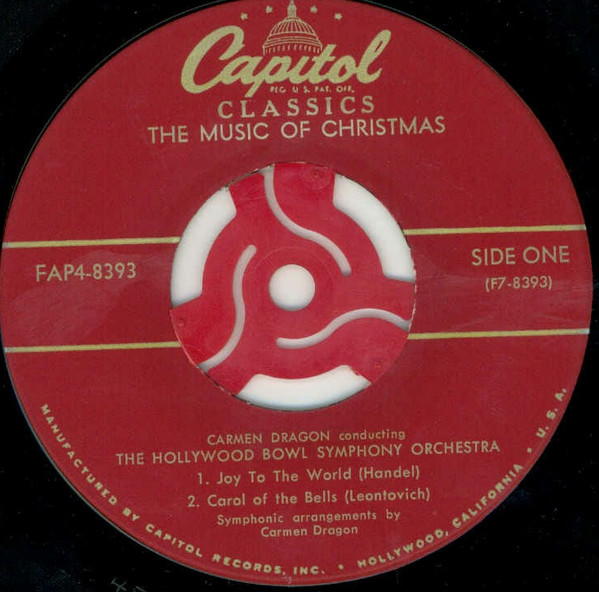 Capitol
REG. U.S. PAT. OFF.
CLASSICS
THE MUSIC OF CHRISTMAS
FAP4-8393
SIDE ONE
(F7-8393)
CARMEN DRAGON conducting
THE HOLLYWOOD BOWL SYMPHONY ORCHESTRA
1. Joy To The World (Handel)
2. Carol of the Bells (Leontovich)
Symphonic arrangements by
Carmen Dragon
MANUFACTURED BY CAPITOL RECORDS, INC. • HOLLYWOOD, CALIFORNIA • U.S.A.